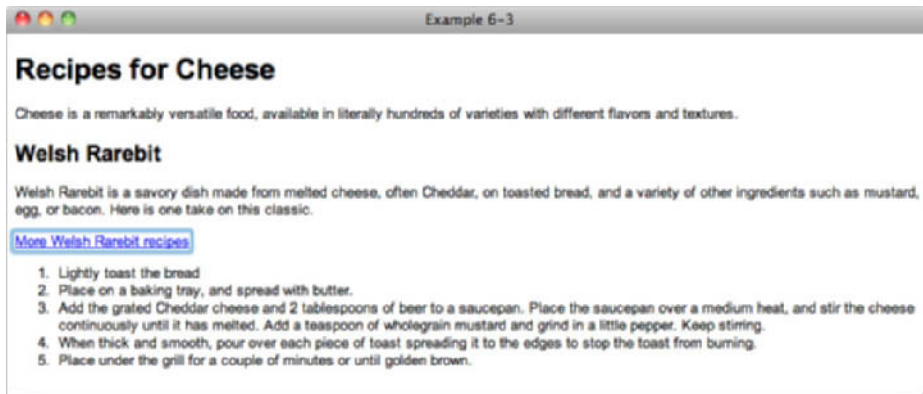 Example 6-3
Recipes for Cheese
Cheese is a remarkably versatile food, available in literally hundreds of varieties with different flavors and textures.
Welsh Rarebit
Welsh Rarebit is a savory dish made from melted cheese, often Cheddar, on toasted bread, and a variety of other ingredients such as mustard,
egg, or bacon. Here is one take on this classic.
More Welsh Rarebit recipes
1. Lightly toast the bread
2. Place on a baking tray, and spread with butter.
3. Add the grated Cheddar cheese and 2 tablespoons of beer to a saucepan. Place the saucepan over a medium heat, and stir the cheese
continuously until it has melted. Add a teaspoon of wholegrain mustard and grind in a little pepper. Keep stirring.
4. When thick and smooth, pour over each piece of toast spreading it to the edges to stop the toast from burning.
5. Place under the grill for a couple of minutes or until golden brown.